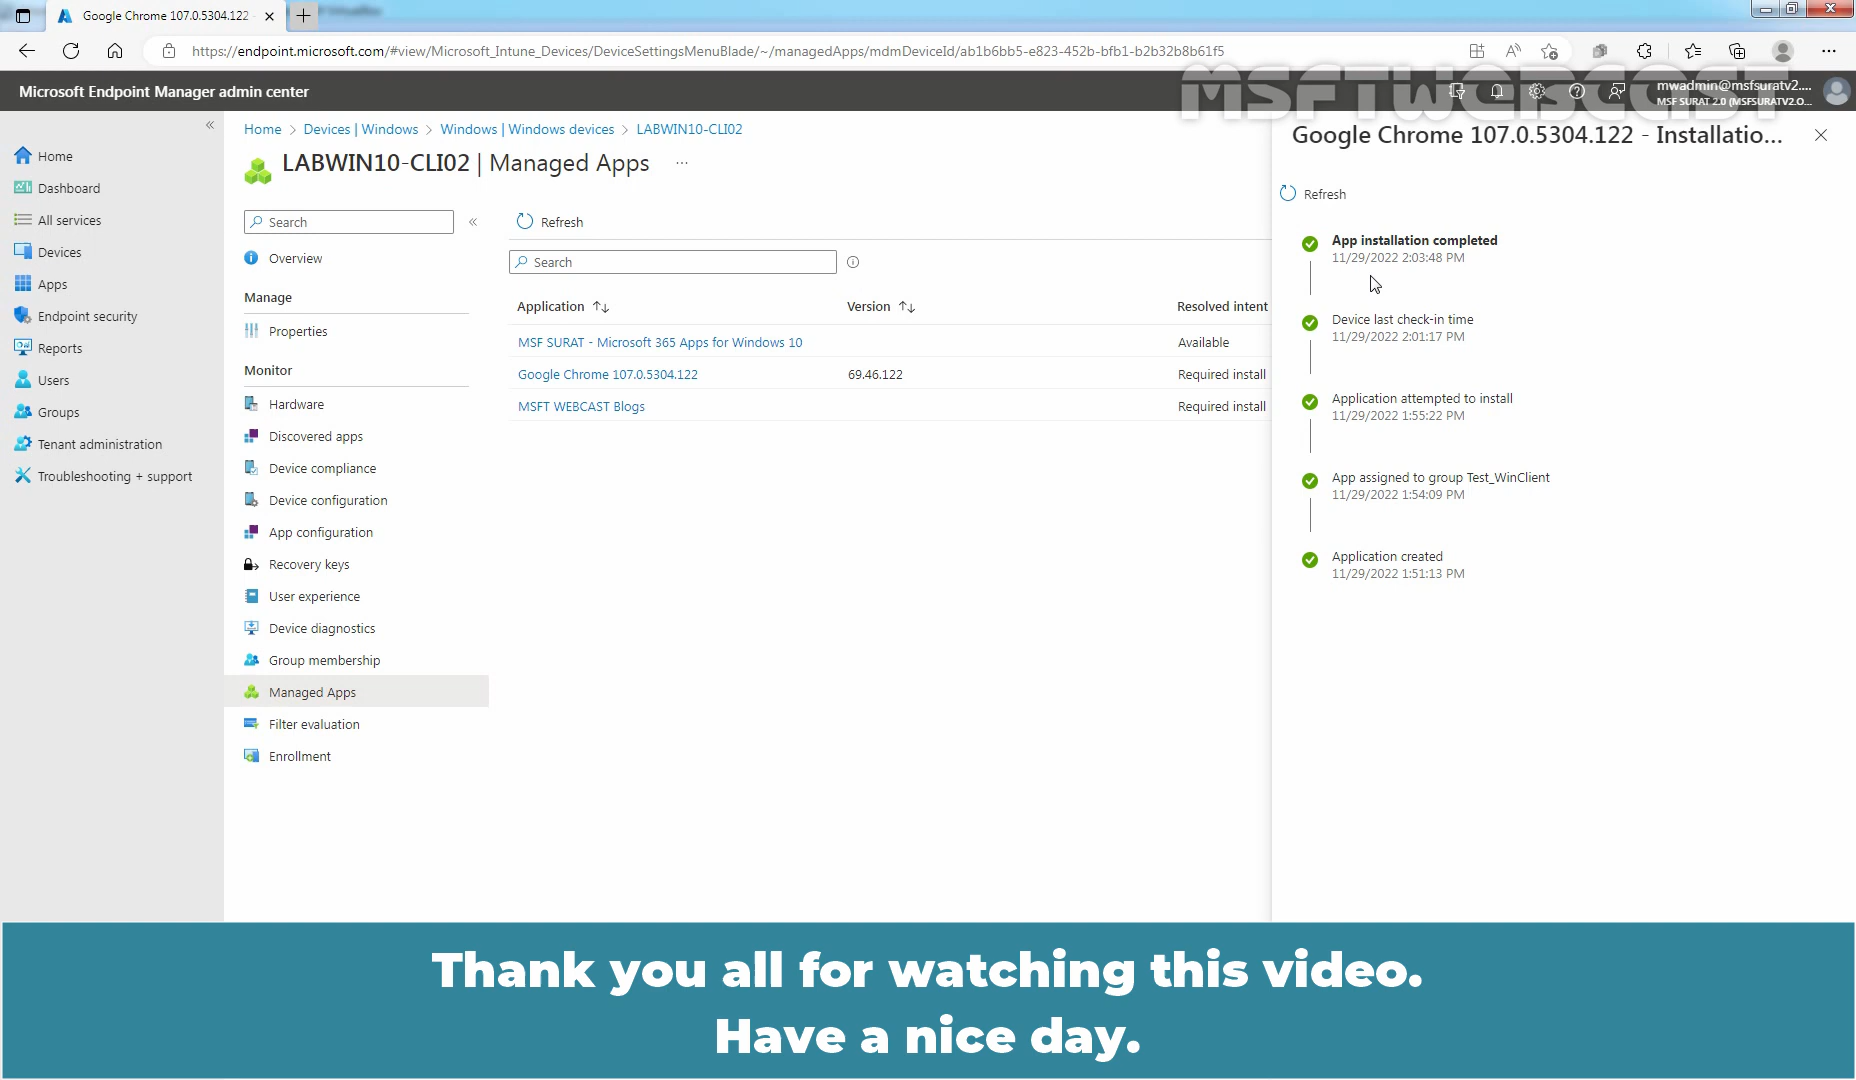 Google Chrome 107.0.5304.122
https://endpoint.microsoft.com/#view/Microsoft_Intune_Devices/DeviceSettingsMenuBlade/~/managedApps/mdmDeviceId/ab1b6bb5-e823-452b-bfb1-b2b32b8b61f5
MSFTWEBCAST
Microsoft Endpoint Manager admin center
mwadmin@msfsuratv2....
MSF SURAT 2.0 (MSFSURATV2.O...
Home
Dashboard
All services
Devices
Apps
Endpoint security
Reports
Users
Groups
Tenant administration
Troubleshooting + support
Home > Devices | Windows > Windows | Windows devices > LABWIN10-CLI02
LABWIN10-CLI02 | Managed Apps ...
Search
Overview
Manage
Properties
Monitor
Hardware
Discovered apps
Device compliance
Device configuration
App configuration
Recovery keys
User experience
Device diagnostics
Group membership
Managed Apps
Filter evaluation
Enrollment
Refresh
Search
Application Version Resolved intent
MSF SURAT - Microsoft 365 Apps for Windows 10 Available
Google Chrome 107.0.5304.122 69.46.122 Required install
MSFT WEBCAST Blogs Required install
Google Chrome 107.0.5304.122 - Installatio...
Refresh
App installation completed
11/29/2022 2:03:48 PM
Device last check-in time
11/29/2022 2:01:17 PM
Application attempted to install
11/29/2022 1:55:22 PM
App assigned to group Test_WinClient
11/29/2022 1:54:09 PM
Application created
11/29/2022 1:51:13 PM
Thank you all for watching this video.
Have a nice day.